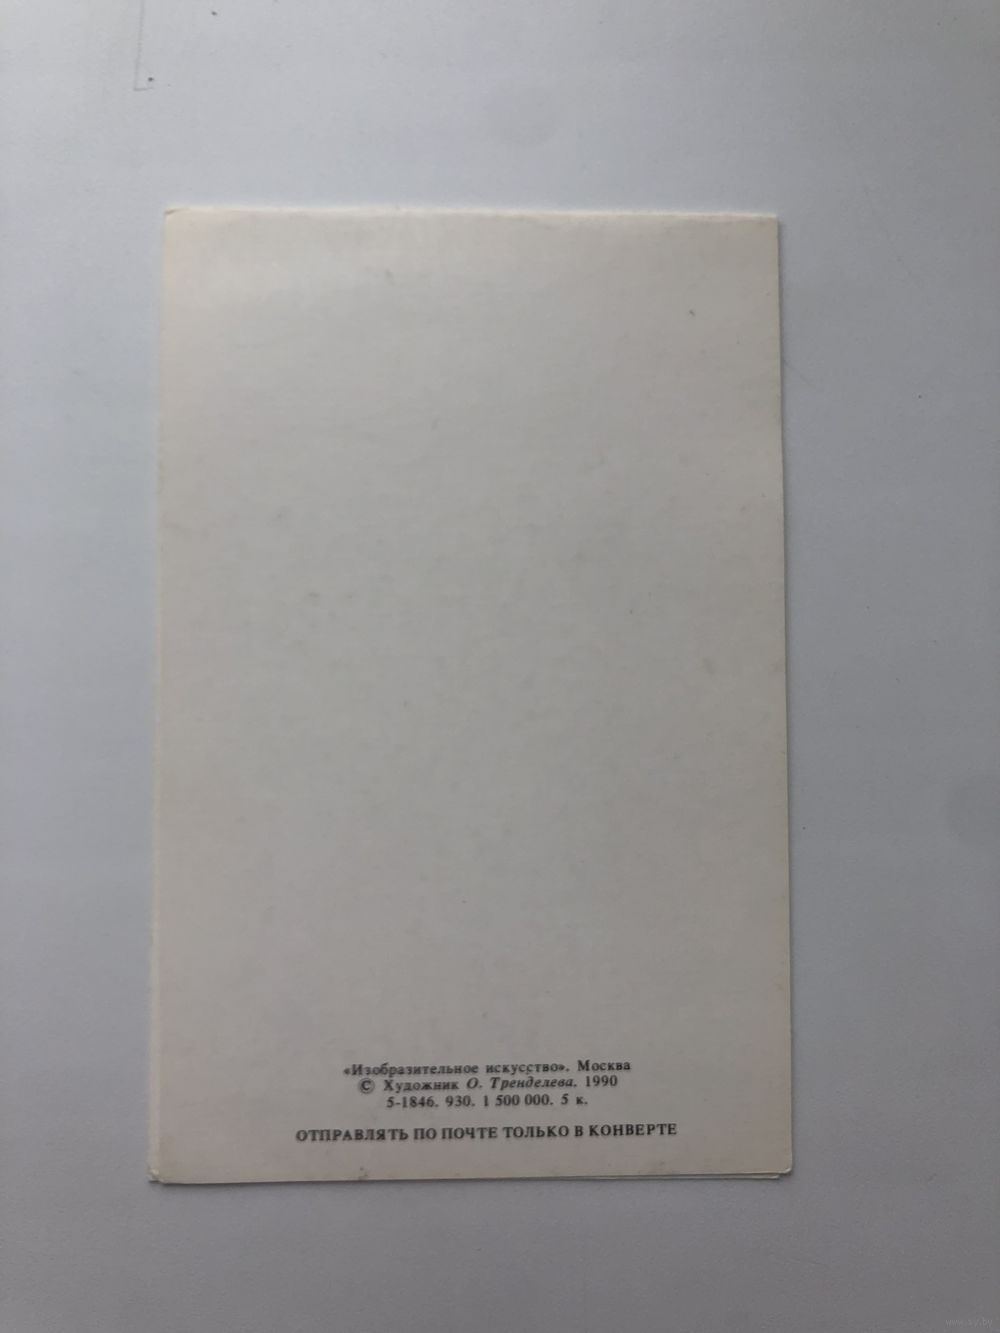 «Изобразительное искусство». Москва
© Художник О. Тренделева. 1990
5-1846. 930. 1 500 000. 5 к.
ОТПРАВЛЯТЬ ПО ПОЧТЕ ТОЛЬКО В КОНВЕРТЕ